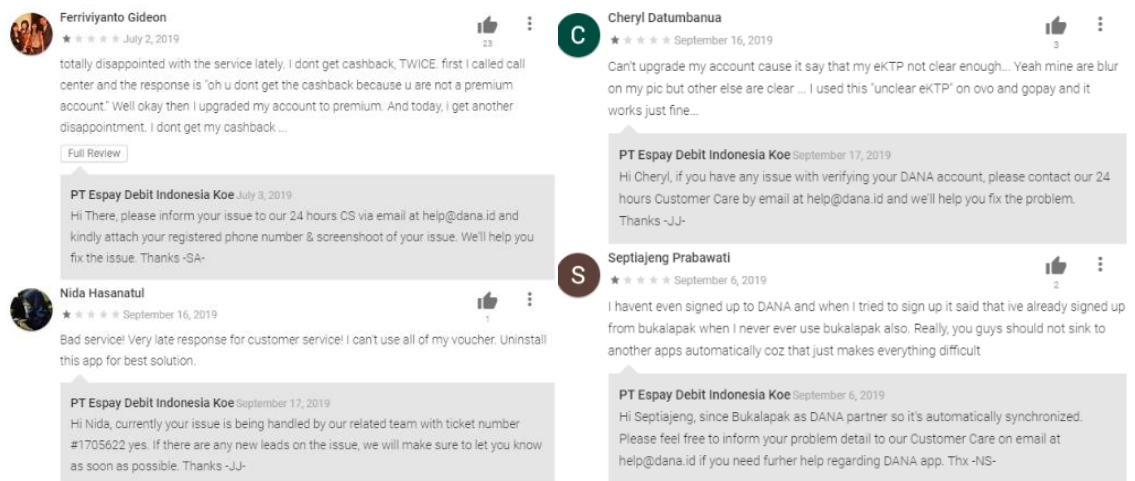 Ferriviyanto Gideon
July 2, 2019
23
totally disappointed with the service lately. I dont get cashback, TWICE. first I called call
center and the response is "oh u dont get the cashback because u are not a premium
account." Well okay then I upgraded my account to premium. And today, i get another
disappointment. I dont get my cashback ...
Full Review
PT Espay Debit Indonesia Koe July 3, 2019
Hi There, please inform your issue to our 24 hours CS via email at help@dana.id and
kindly attach your registered phone number & screenshoot of your issue. We'll help you
fix the issue. Thanks -SA-
Nida Hasanatul
September 16, 2019
1
Bad service! Very late response for customer service! I can't use all of my voucher. Uninstall
this app for best solution.
PT Espay Debit Indonesia Koe September 17, 2019
Hi Nida, currently your issue is being handled by our related team with ticket number
#1705622 yes. If there are any new leads on the issue, we will make sure to let you know
as soon as possible. Thanks -JJ-
C
Cheryl Datumbanua
September 16, 2019
3
Can't upgrade my account cause it say that my eKTP not clear enough... Yeah mine are blur
on my pic but other else are clear ... I used this "unclear eKTP" on ovo and gopay and it
works just fine...
PT Espay Debit Indonesia Koe September 17, 2019
Hi Cheryl, if you have any issue with verifying your DANA account, please contact our 24
hours Customer Care by email at help@dana.id and we'll help you fix the problem.
Thanks -JJ-
S
Septiajeng Prabawati
September 6, 2019
2
I havent even signed up to DANA and when I tried to sign up it said that ive already signed up
from bukalapak when I never ever use bukalapak also. Really, you guys should not sink to
another apps automatically coz that just makes everything difficult
PT Espay Debit Indonesia Koe September 6, 2019
Hi Septiajeng, since Bukalapak as DANA partner so it's automatically synchronized.
Please feel free to inform your problem detail to our Customer Care on email at
help@dana.id if you need furher help regarding DANA app. Thx -NS-